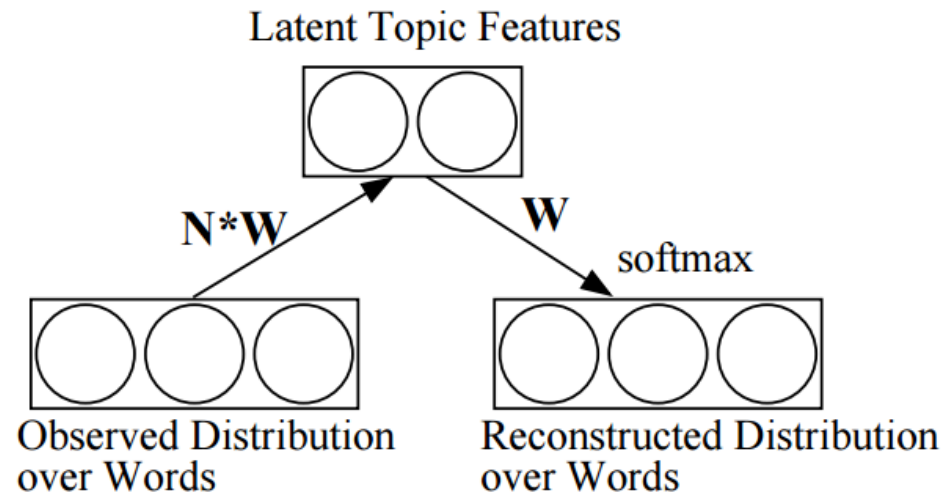 Latent Topic Features
N*W
W
softmax
Observed Distribution
over Words
Reconstructed Distribution
over Words